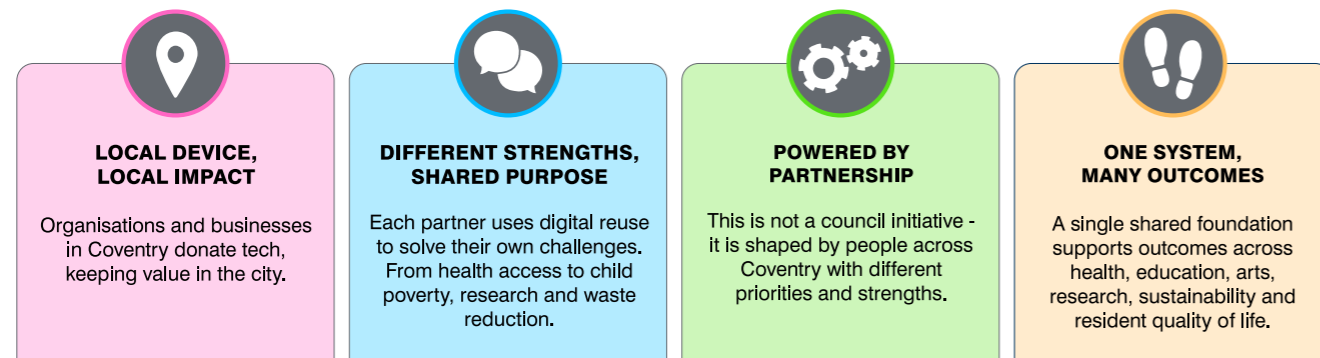 LOCAL DEVICE,
LOCAL IMPACT
Organisations and businesses
in Coventry donate tech,
keeping value in the city.
DIFFERENT STRENGTHS,
SHARED PURPOSE
Each partner uses digital reuse
to solve their own challenges.
From health access to child
poverty, research and waste
reduction.
POWERED BY
PARTNERSHIP
This is not a council initiative -
it is shaped by people across
Coventry with different
priorities and strengths.
ONE SYSTEM,
MANY OUTCOMES
A single shared foundation
supports outcomes across
health, education, arts,
research, sustainability and
resident quality of life.